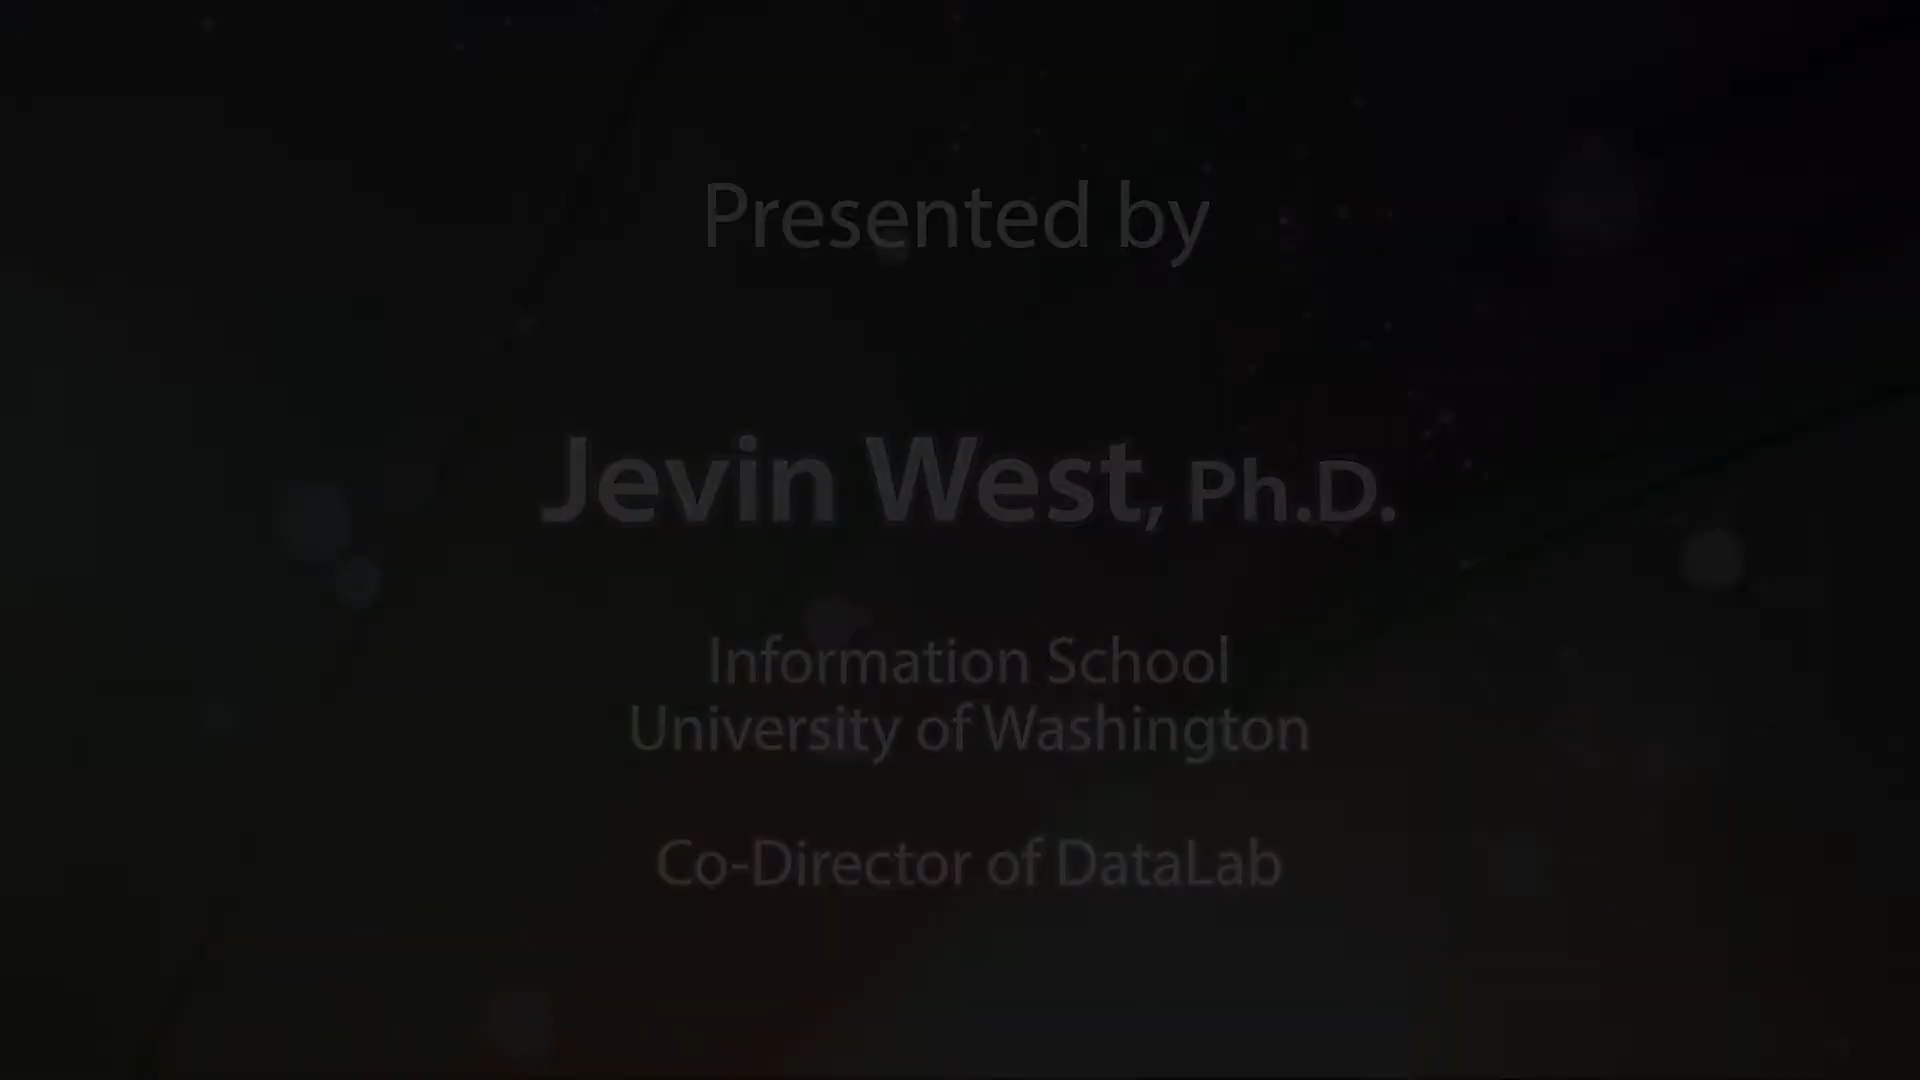 Presented by
Jevin West, Ph.D.
Information School
University of Washington
Co-Director of DataLab